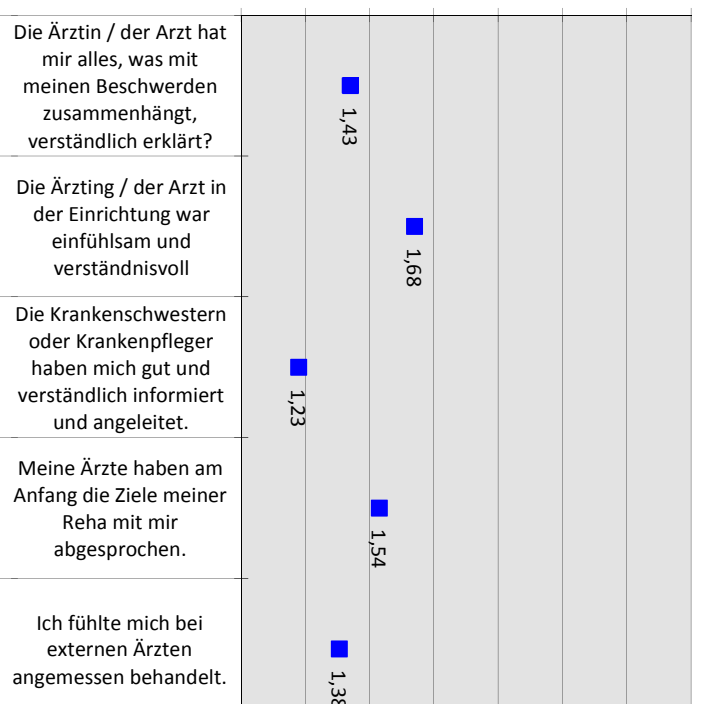 Die Ärztin / der Arzt hat
mir alles, was mit
meinen Beschwerden
zusammenhängt,
verständlich erklärt?
1,43
Die Ärzting / der Arzt in
der Einrichtung war
einfühlsam und
verständnisvoll
1,68
Die Krankenschwestern
oder Krankenpfleger
haben mich gut und
verständlich informiert
und angeleitet.
1,23
Meine Ärzte haben am
Anfang die Ziele meiner
Reha mit mir
abgesprochen.
1,54
Ich fühlte mich bei
externen Ärzten
angemessen behandelt.
1,38